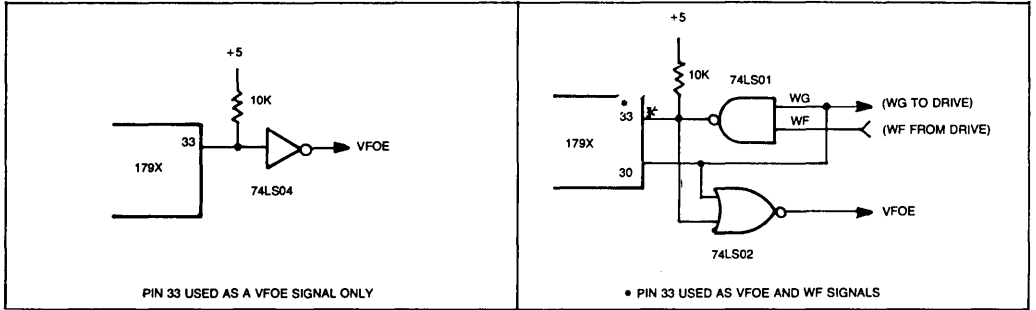 +5
10K
33
179X
VFOE
74LS04
PIN 33 USED AS A VFOE SIGNAL ONLY
+5
10K
74LS01
WG
(WG TO DRIVE)
• 33
WF
(WF FROM DRIVE)
179X
30
VFOE
74LS02
• PIN 33 USED AS VFOE AND WF SIGNALS